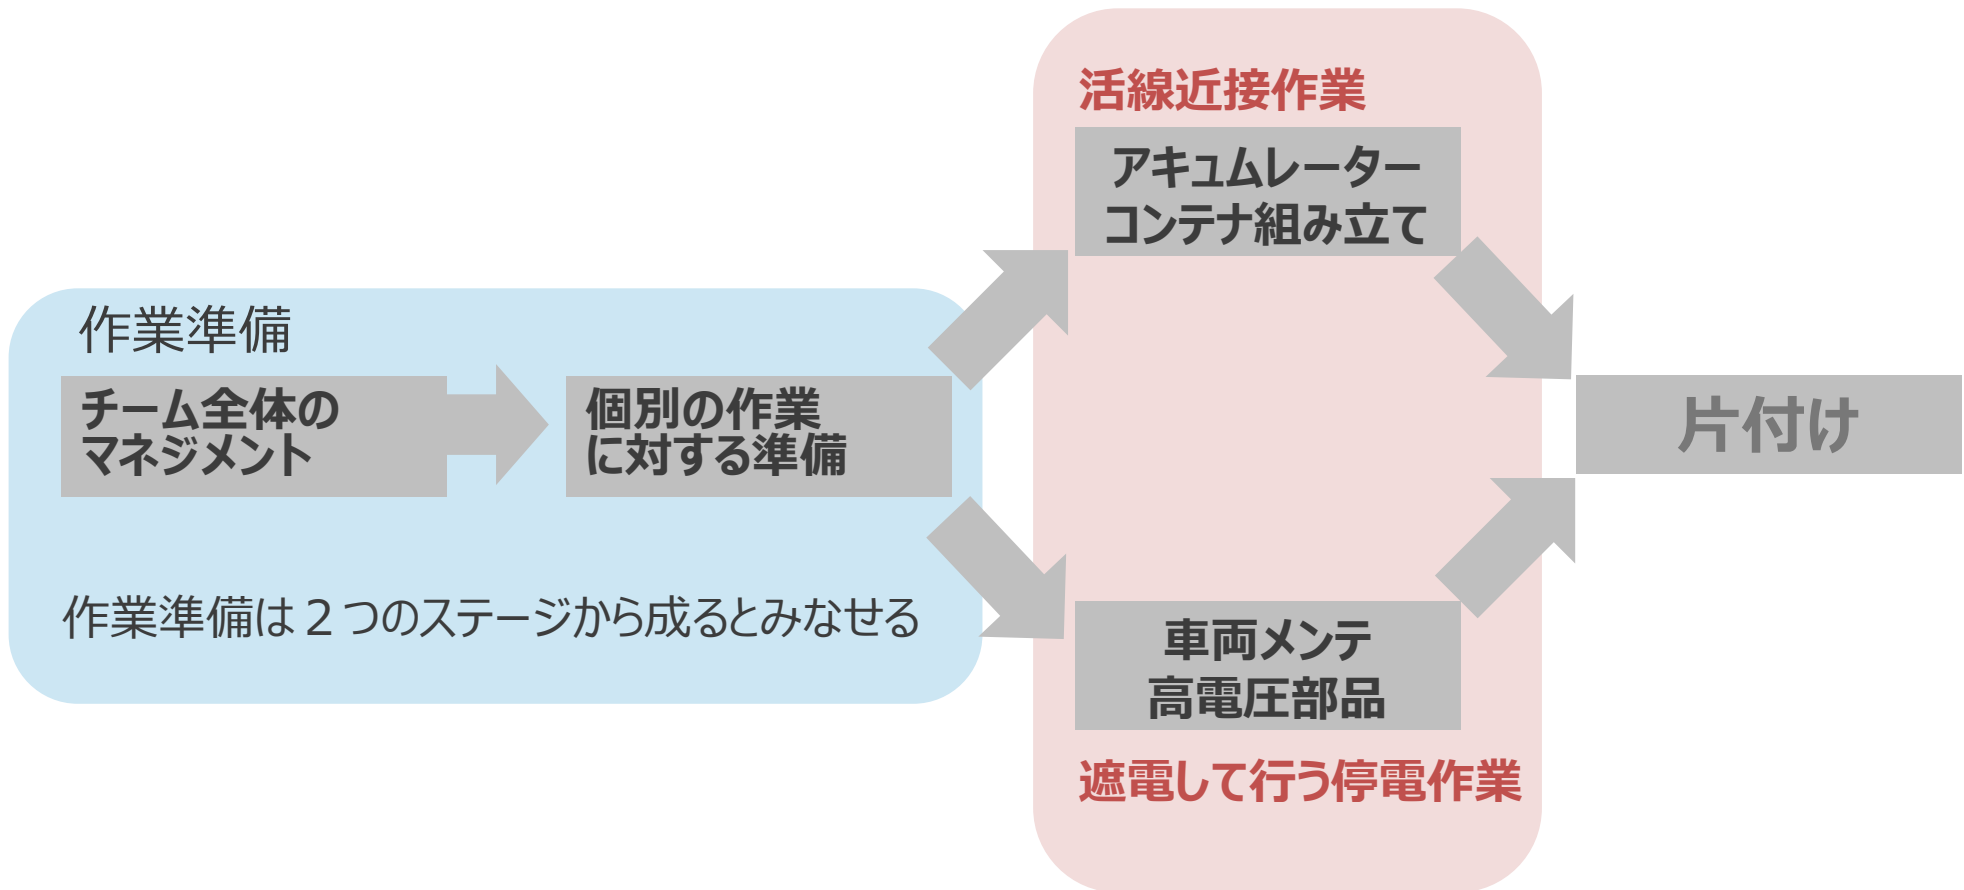 作業準備
チーム全体の
マネジメント
個別の作業
に対する準備
作業準備は２つのステージから成るとみなせる
活線近接作業
アキュムレーター
コンテナ組み立て
車両メンテ
高電圧部品
遮電して行う停電作業
片付け